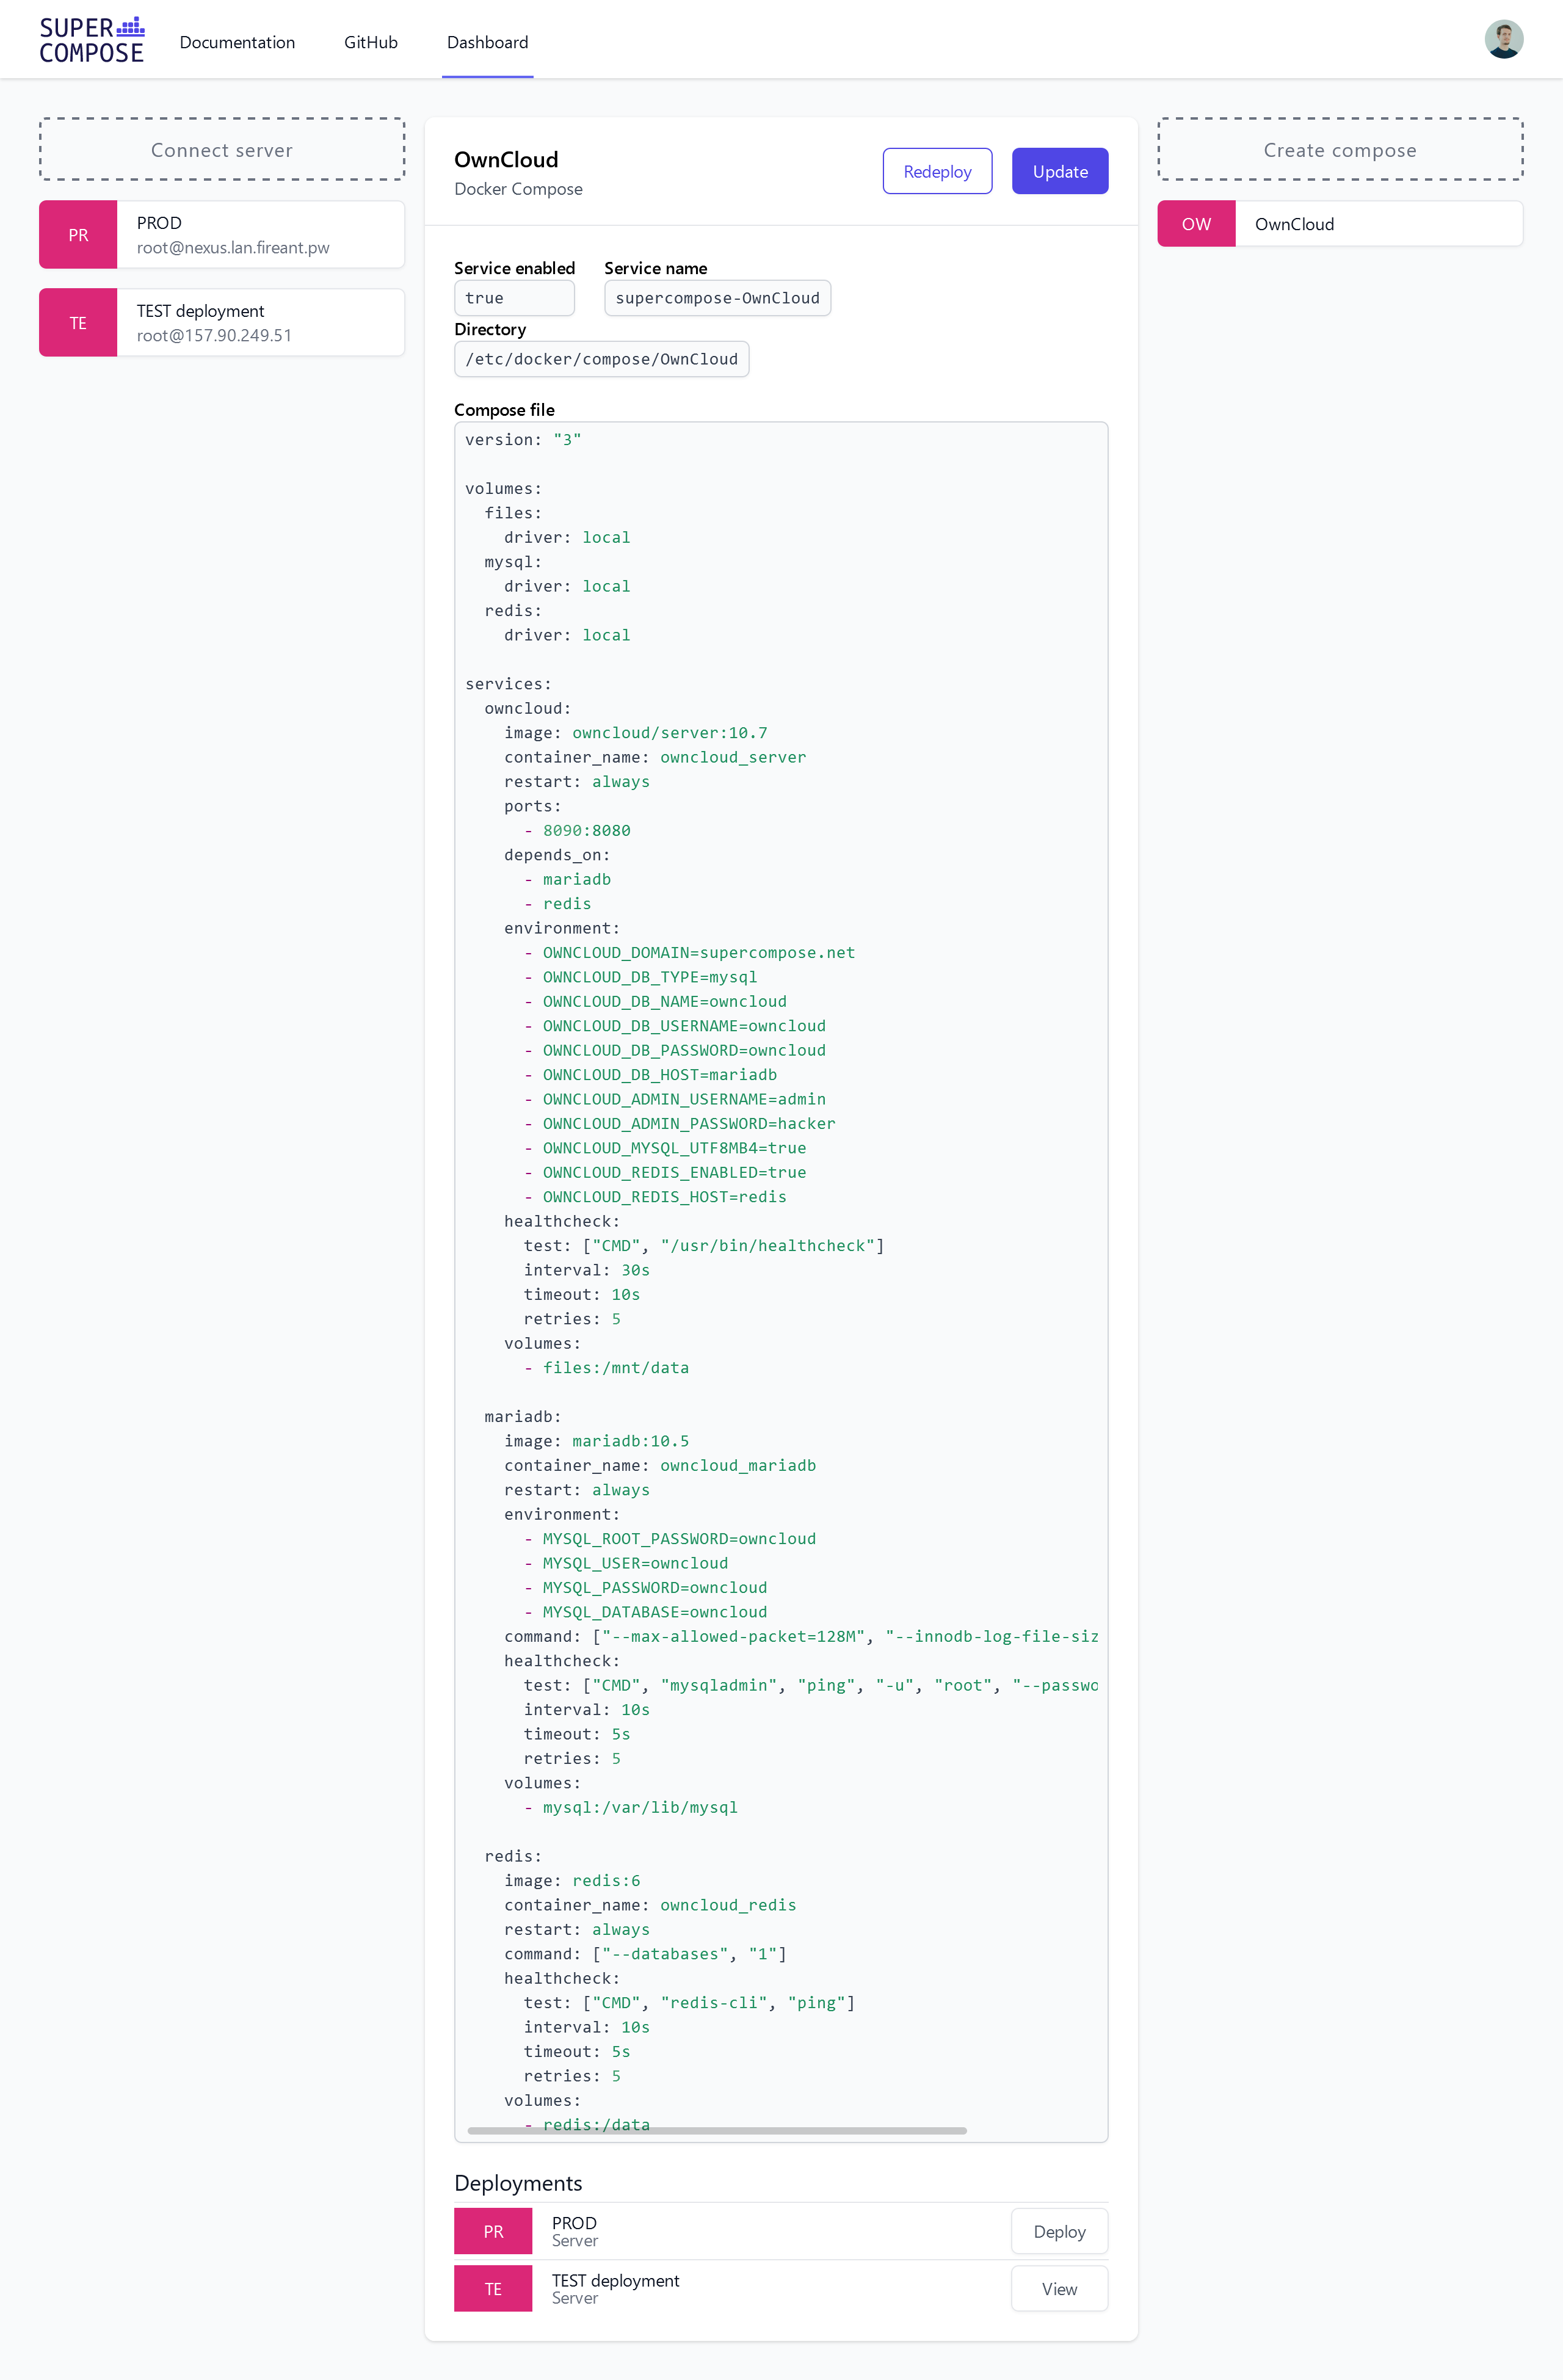 SUPER
COMPOSE
Documentation
GitHub
Dashboard
Connect server
PR
PROD
root@nexus.lan.fireant.pw
TE
TEST deployment
root@157.90.249.51
OwnCloud
Docker Compose
Redeploy
Update
Service enabled
true
Service name
supercompose-OwnCloud
Directory
/etc/docker/compose/OwnCloud
Compose file
version: "3"
volumes:
  files:
    driver: local
  mysql:
    driver: local
  redis:
    driver: local
services:
  owncloud:
    image: owncloud/server:10.7
    container_name: owncloud_server
    restart: always
    ports:
      - 8090:8080
    depends_on:
      - mariadb
      - redis
    environment:
      - OWNCLOUD_DOMAIN=supercompose.net
      - OWNCLOUD_DB_TYPE=mysql
      - OWNCLOUD_DB_NAME=owncloud
      - OWNCLOUD_DB_USERNAME=owncloud
      - OWNCLOUD_DB_PASSWORD=owncloud
      - OWNCLOUD_DB_HOST=mariadb
      - OWNCLOUD_ADMIN_USERNAME=admin
      - OWNCLOUD_ADMIN_PASSWORD=hacker
      - OWNCLOUD_MYSQL_UTF8MB4=true
      - OWNCLOUD_REDIS_ENABLED=true
      - OWNCLOUD_REDIS_HOST=redis
    healthcheck:
      test: ["CMD", "/usr/bin/healthcheck"]
      interval: 30s
      timeout: 10s
      retries: 5
    volumes:
      - files:/mnt/data
  mariadb:
    image: mariadb:10.5
    container_name: owncloud_mariadb
    restart: always
    environment:
      - MYSQL_ROOT_PASSWORD=owncloud
      - MYSQL_USER=owncloud
      - MYSQL_PASSWORD=owncloud
      - MYSQL_DATABASE=owncloud
    command: ["--max-allowed-packet=128M", "--innodb-log-file-siz
    healthcheck:
      test: ["CMD", "mysqladmin", "ping", "-u", "root", "--passwo
      interval: 10s
      timeout: 5s
      retries: 5
    volumes:
      - mysql:/var/lib/mysql
  redis:
    image: redis:6
    container_name: owncloud_redis
    restart: always
    command: ["--databases", "1"]
    healthcheck:
      test: ["CMD", "redis-cli", "ping"]
      interval: 10s
      timeout: 5s
      retries: 5
    volumes:
      - redis:/data
Deployments
PR
PROD
Server
Deploy
TE
TEST deployment
Server
View
Create compose
OW
OwnCloud